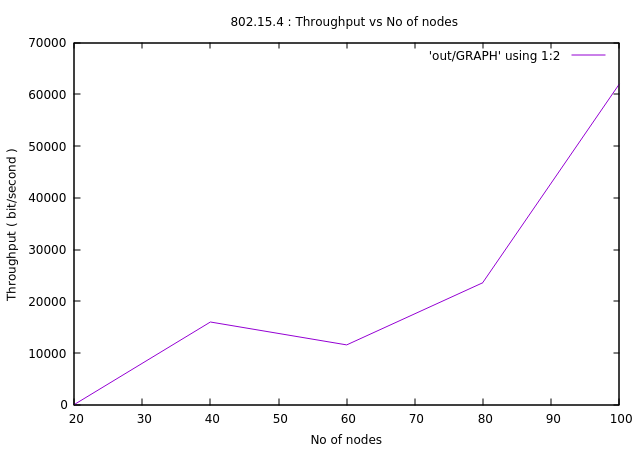 802.15.4 : Throughput vs No of nodes
70000
'out/GRAPH' using 1:2
60000
50000
40000
30000
20000
10000
0
Throughput ( bit/second )
20 30 40 50 60 70 80 90 100
No of nodes